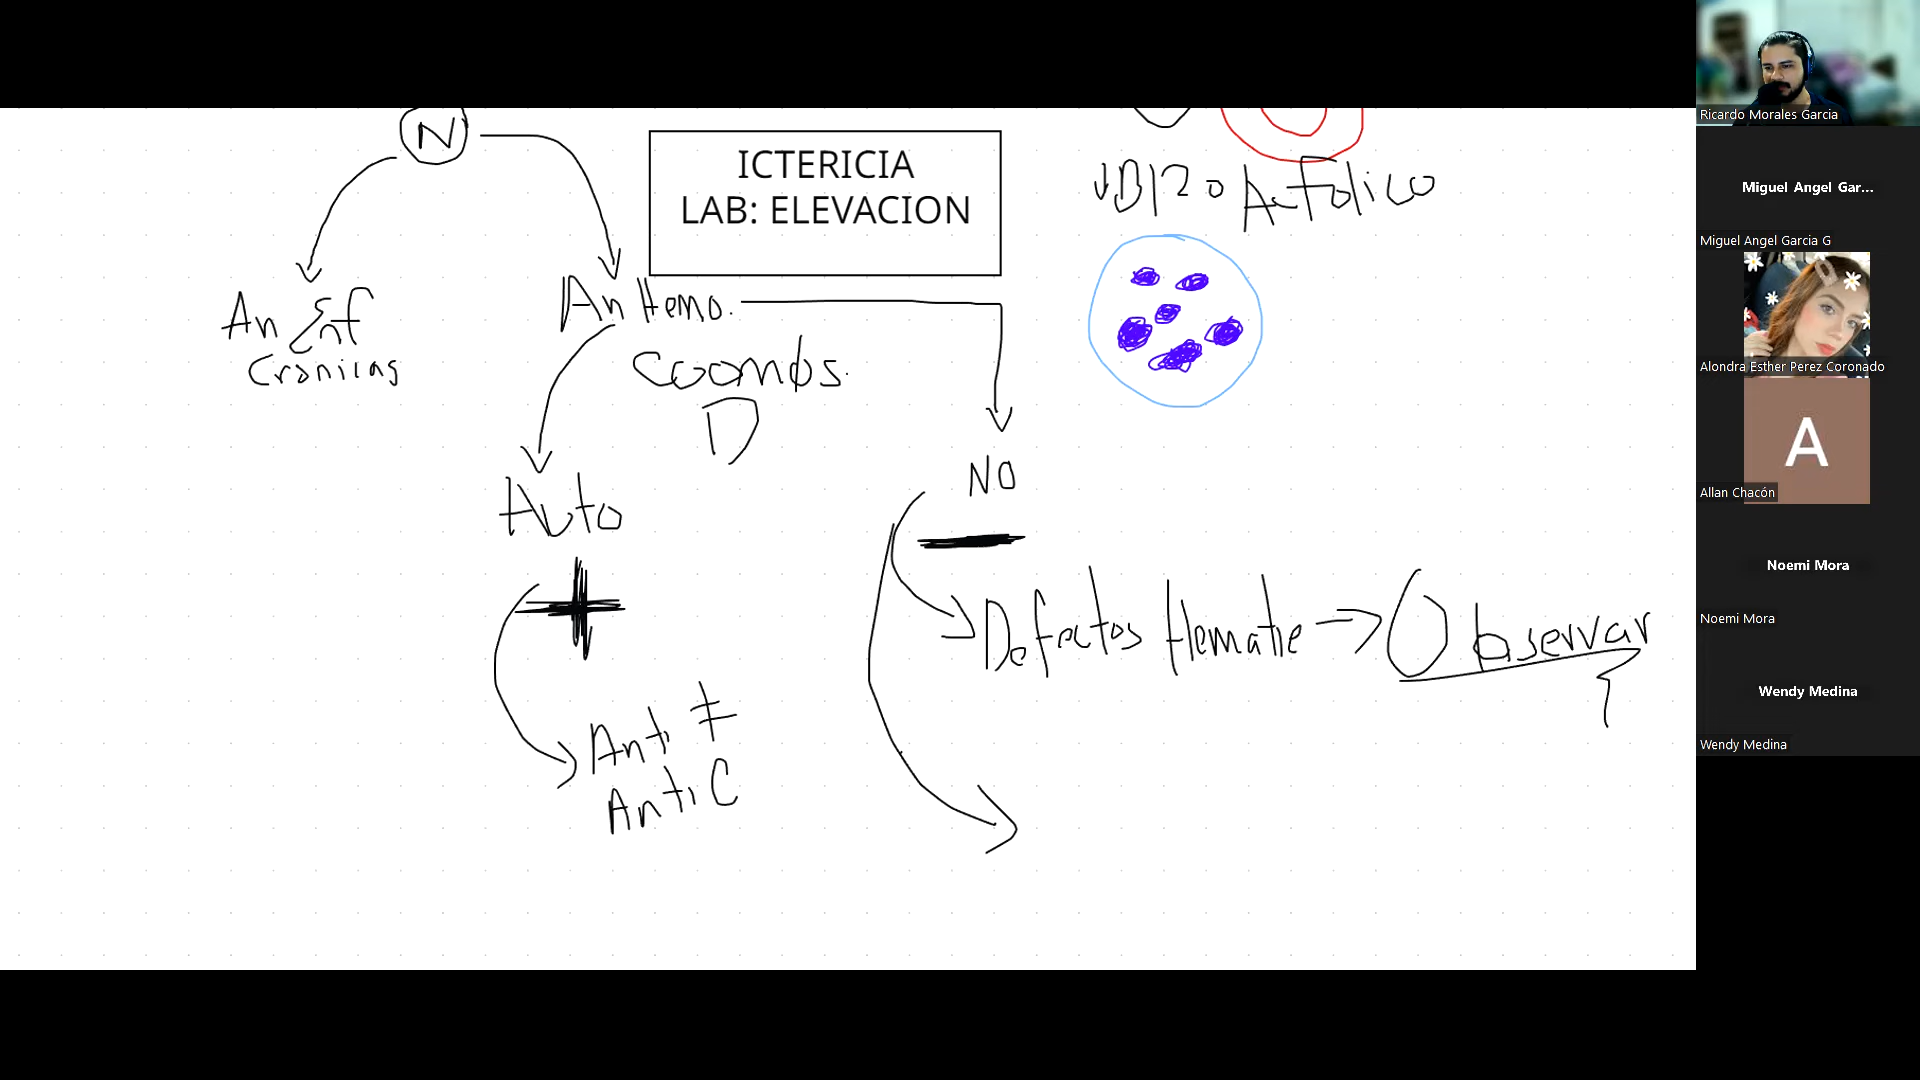 N
ICTERICIA
LAB: ELEVACION
↓B12 o Ac Folico
An Enf
Cronicas
An Hemo.
Coombs.
D
Auto
NO
+
Defectos Hematie → Observar
Anti F
Anti C
Ricardo Morales Garcia
Miguel Angel Gar...
Miguel Angel Garcia G
Alondra Esther Perez Coronado
A
Allan Chacón
Noemi Mora
Noemi Mora
Wendy Medina
Wendy Medina